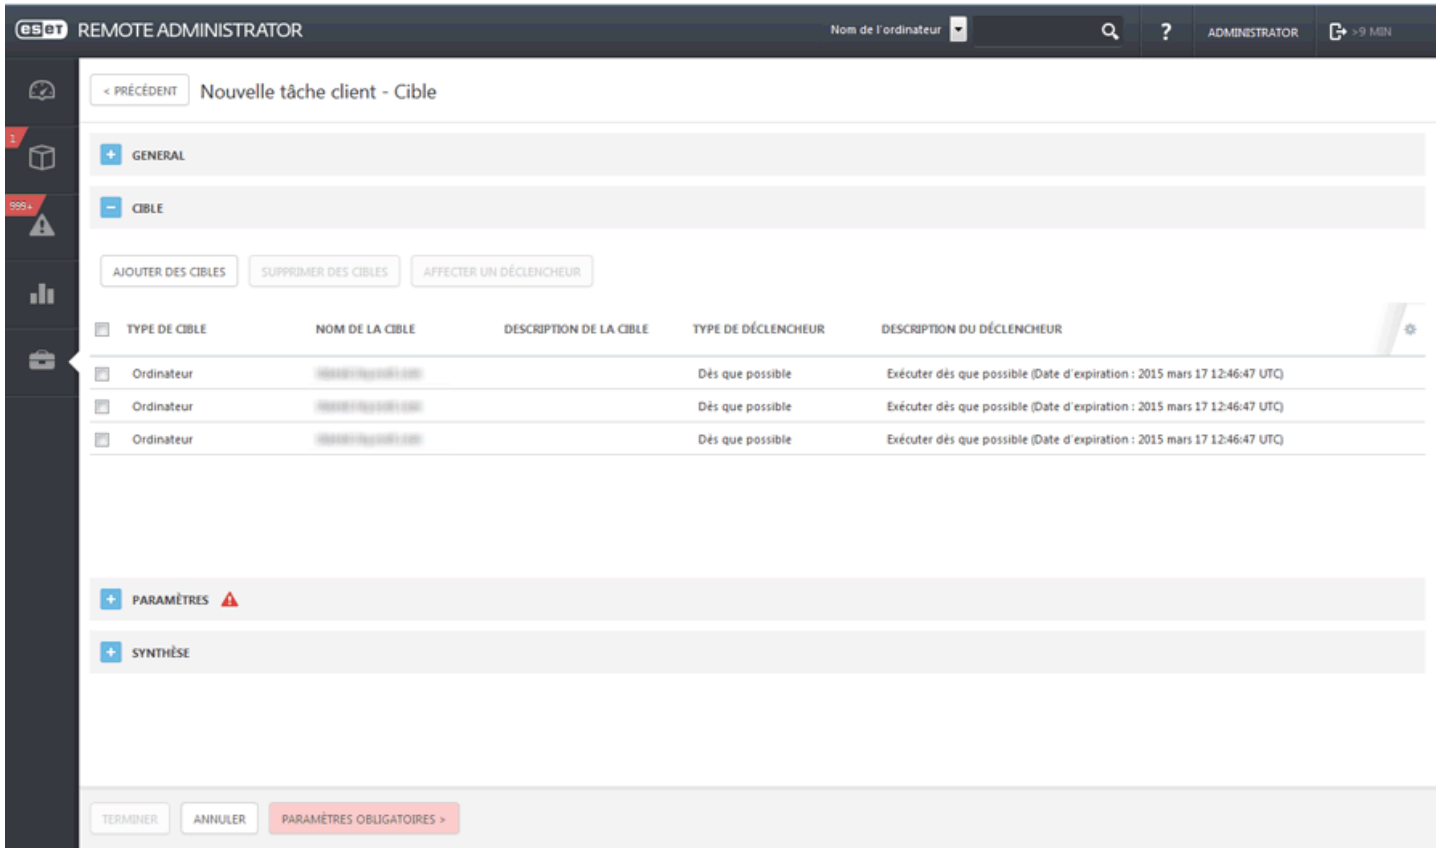 eset REMOTE ADMINISTRATOR Nom de l'ordinateur ? ADMINISTRATOR >9 MIN
< PRÉCÉDENT Nouvelle tâche client - Cible
1
+ GENERAL
999+
− CIBLE
AJOUTER DES CIBLES SUPPRIMER DES CIBLES AFFECTER UN DÉCLENCHEUR
TYPE DE CIBLE NOM DE LA CIBLE DESCRIPTION DE LA CIBLE TYPE DE DÉCLENCHEUR DESCRIPTION DU DÉCLENCHEUR
Ordinateur Dès que possible Exécuter dès que possible (Date d'expiration : 2015 mars 17 12:46:47 UTC)
Ordinateur Dès que possible Exécuter dès que possible (Date d'expiration : 2015 mars 17 12:46:47 UTC)
Ordinateur Dès que possible Exécuter dès que possible (Date d'expiration : 2015 mars 17 12:46:47 UTC)
+ PARAMÈTRES
+ SYNTHÈSE
TERMINER ANNULER PARAMÈTRES OBLIGATOIRES >